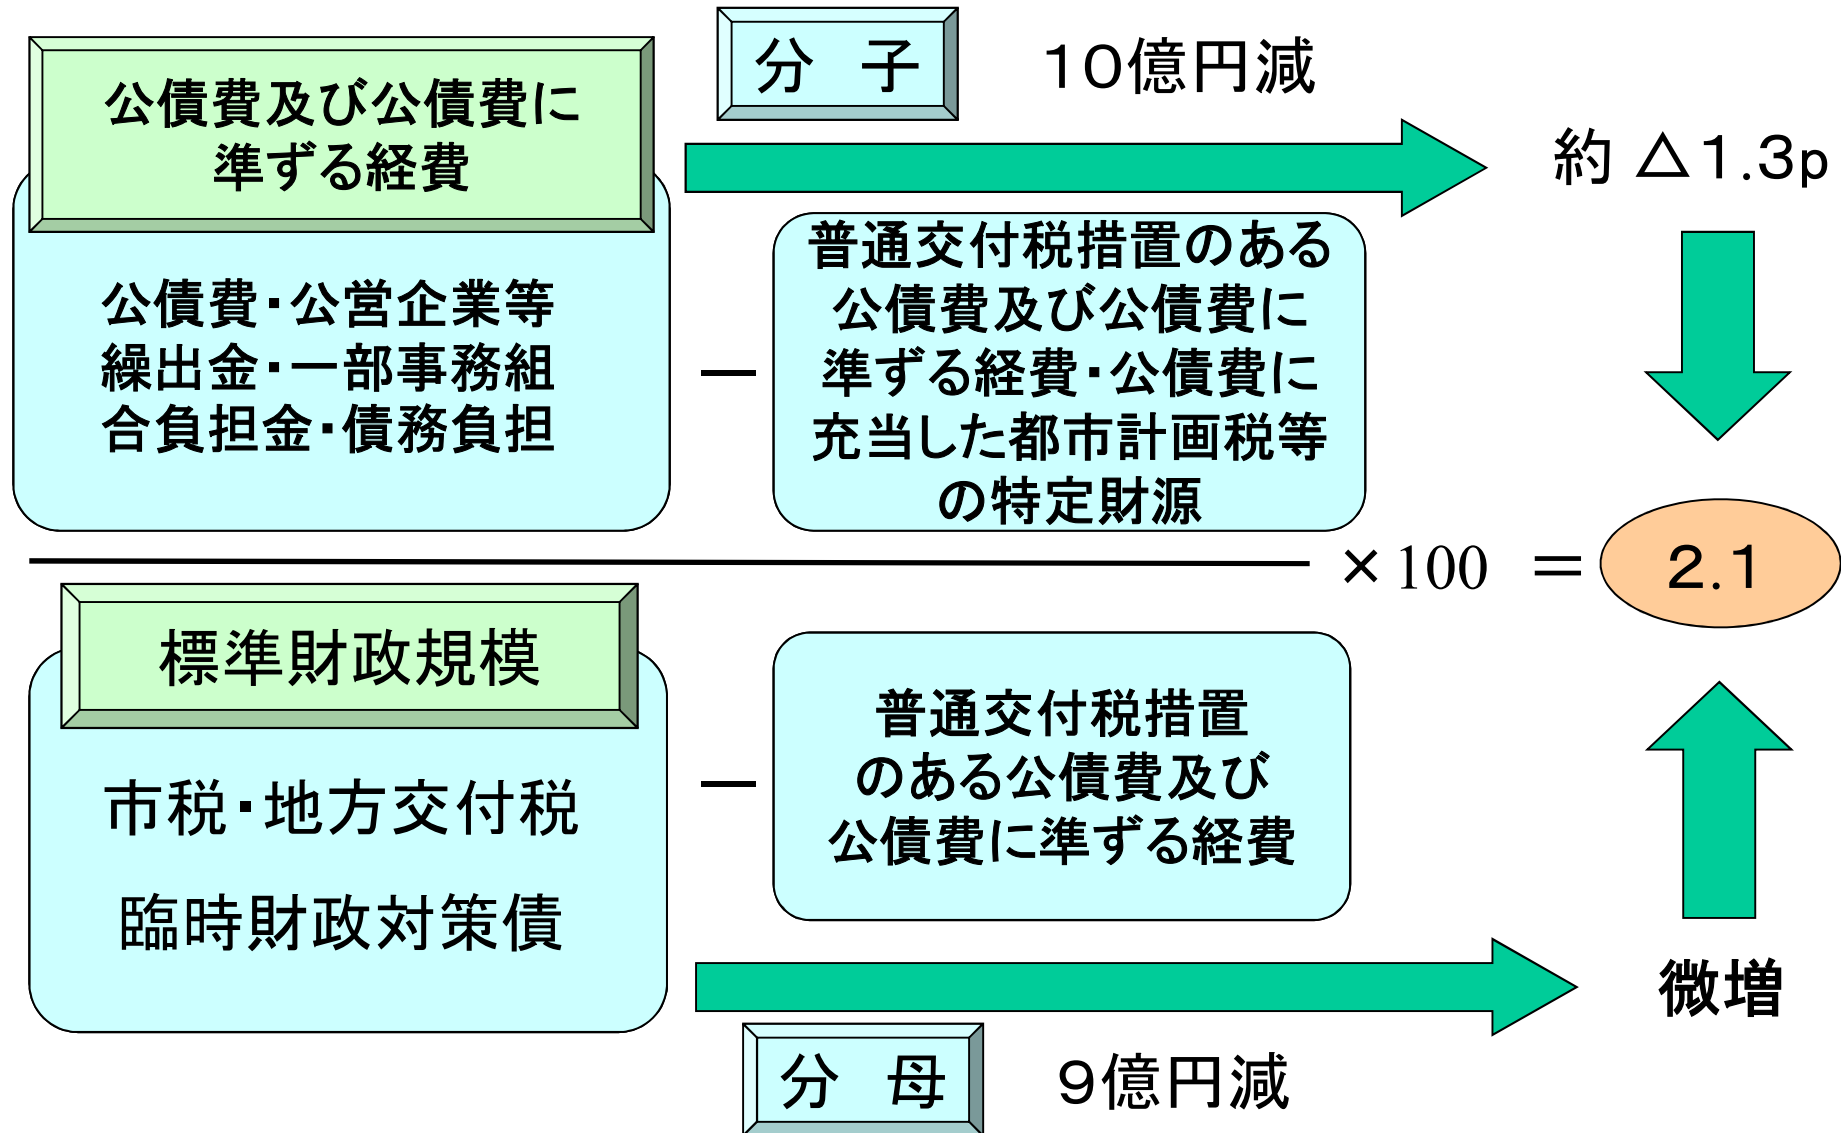 分　子
１０億円減
公債費及び公債費に
準ずる経費
約 △１.３p
公債費・公営企業等
繰出金・一部事務組
合負担金・債務負担
－
普通交付税措置のある
公債費及び公債費に
準ずる経費・公債費に
充当した都市計画税等
の特定財源
× 100 ＝ ２.１
標準財政規模
市税・地方交付税
臨時財政対策債
－
普通交付税措置
のある公債費及び
公債費に準ずる経費
微増
分　母
９億円減